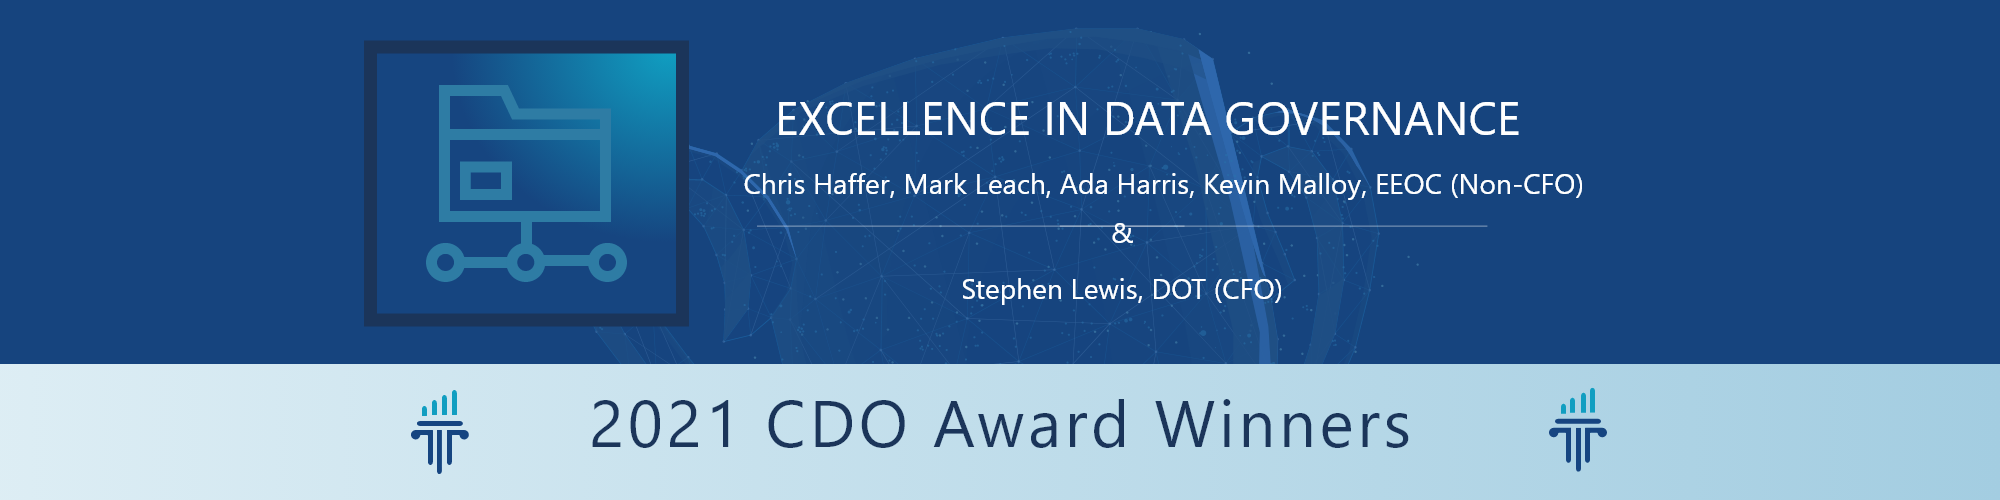 EXCELLENCE IN DATA GOVERNANCE
Chris Haffer, Mark Leach, Ada Harris, Kevin Malloy, EEOC (Non-CFO)
&
Stephen Lewis, DOT (CFO)
2021 CDO Award Winners